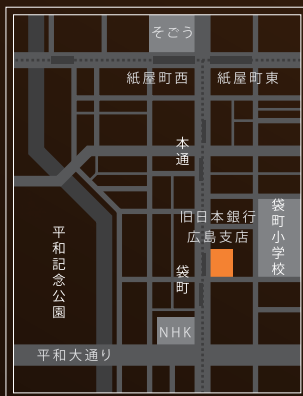 そごう
紙屋町西
紙屋町東
本通
旧日本銀行
広島支店
袋町小学校
平和記念公園
袋町
NHK
平和大通り